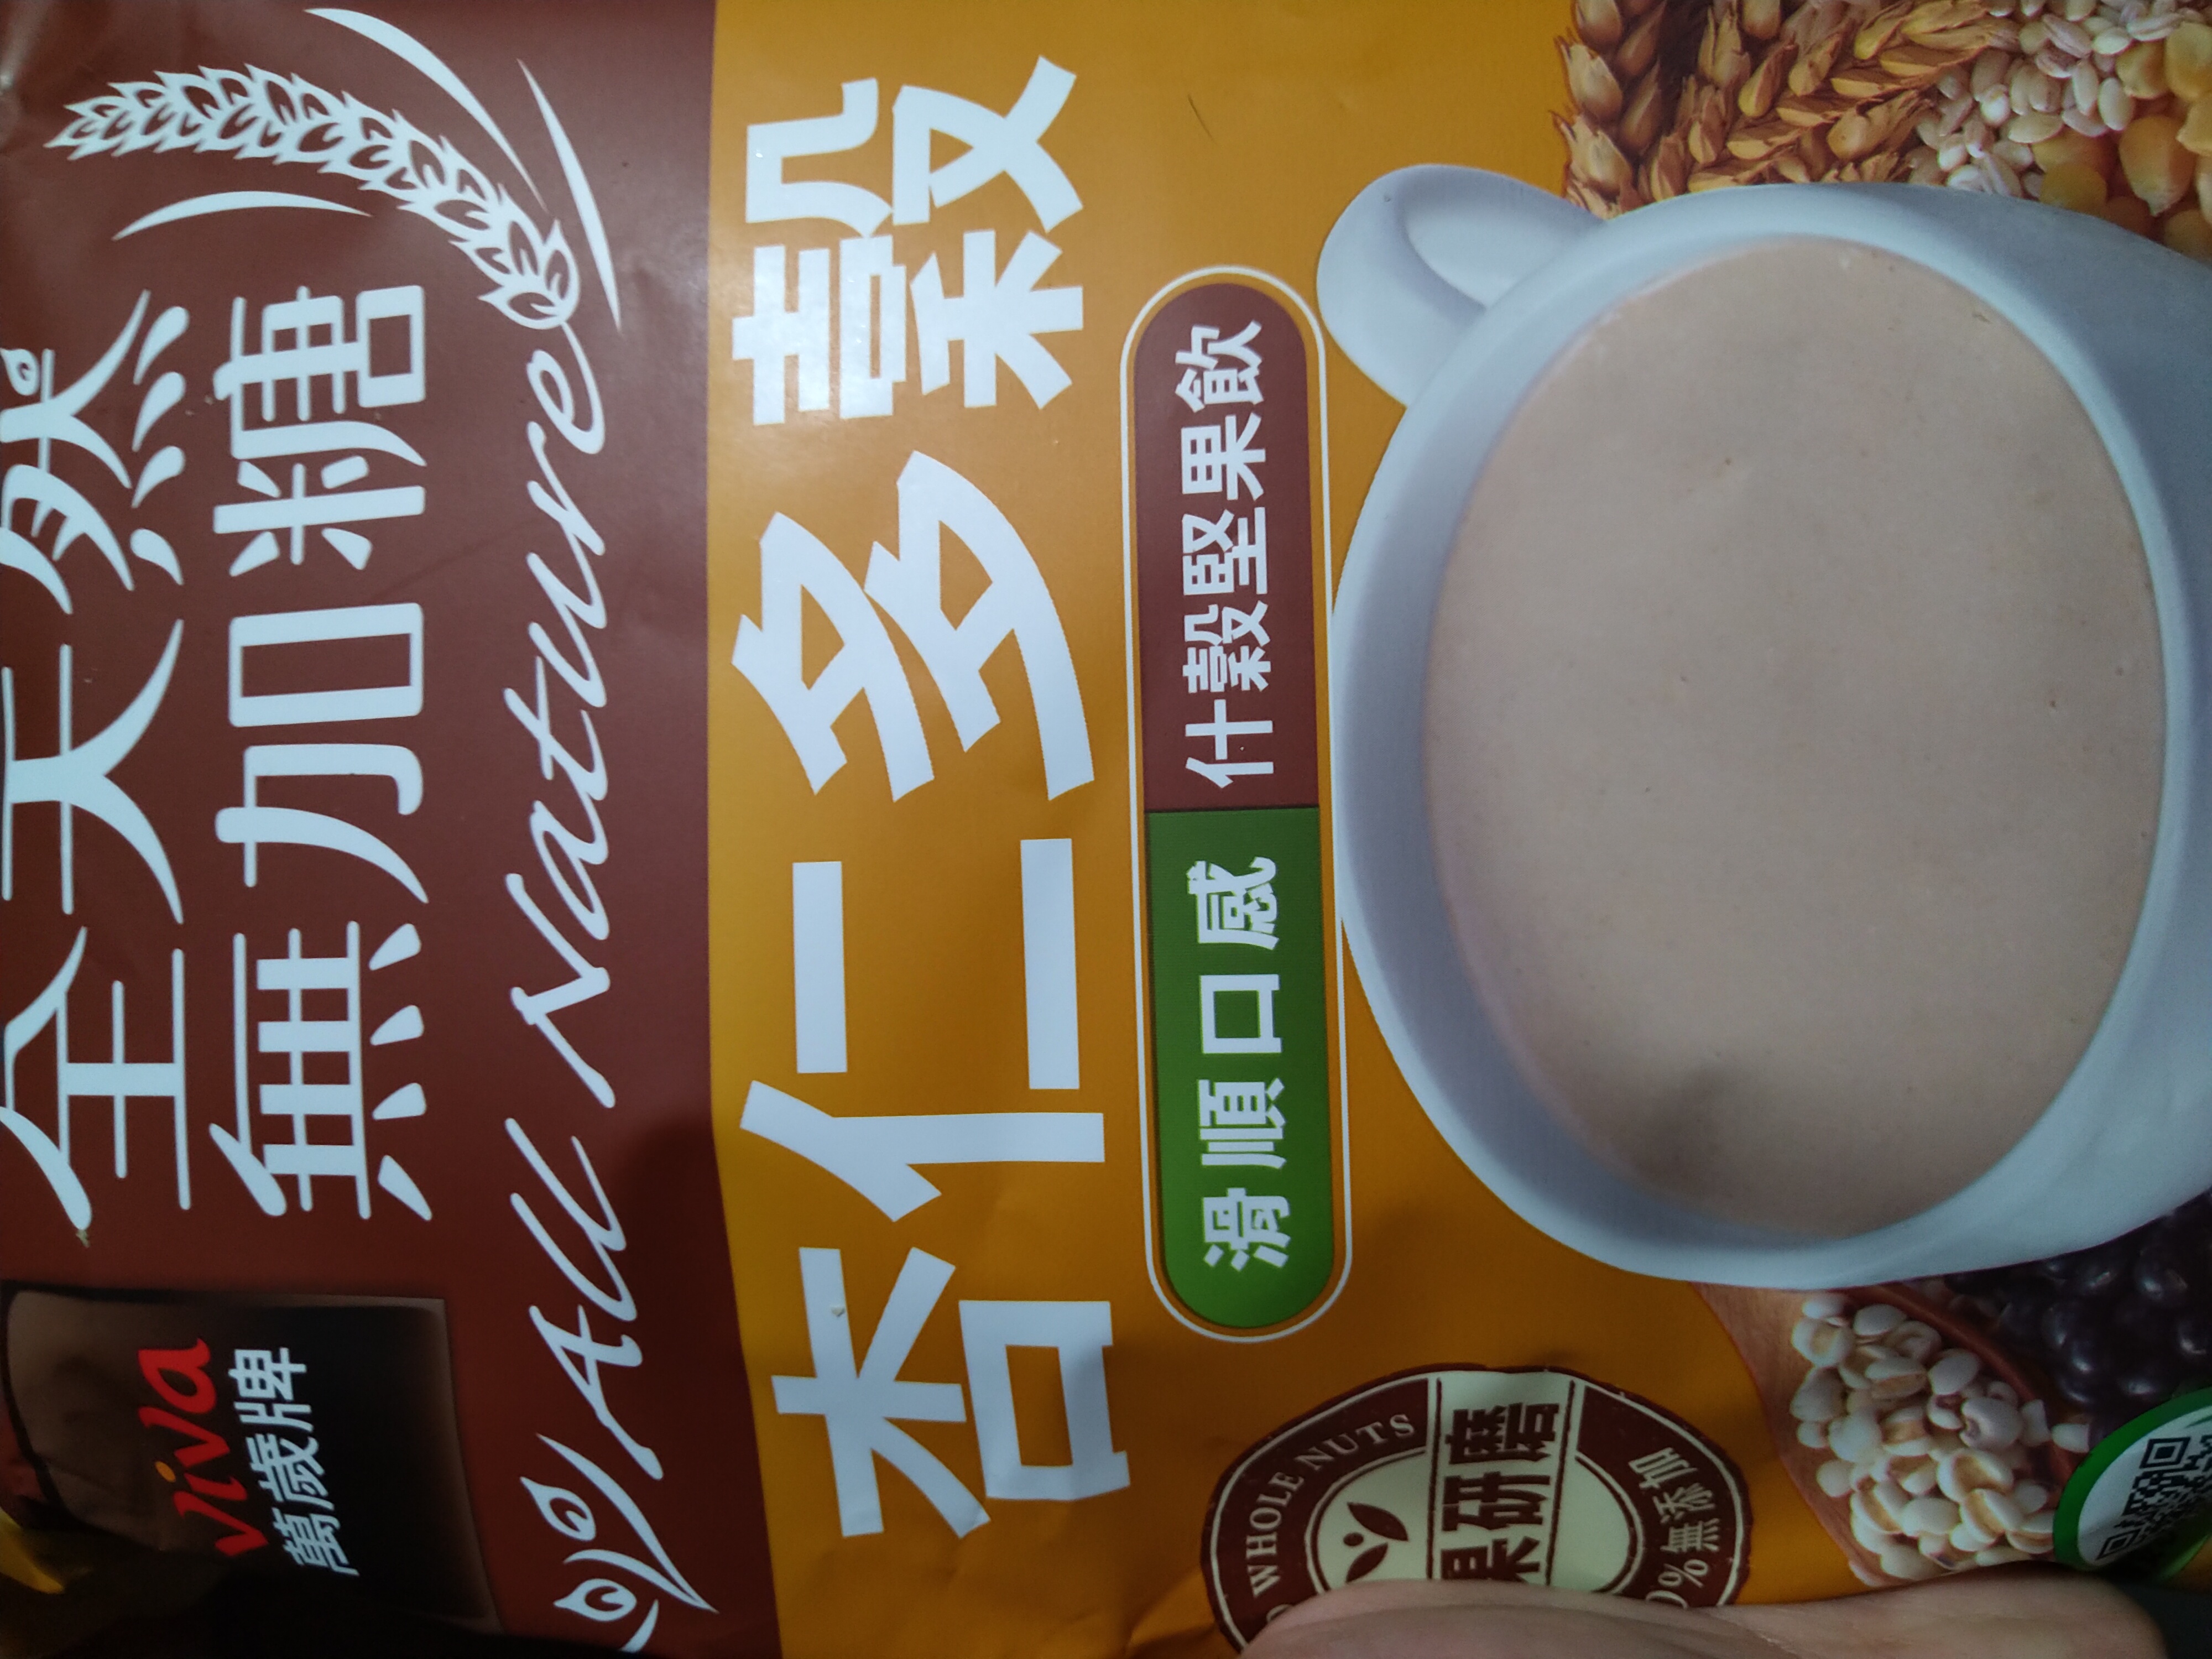 viva
萬歲牌
全天然
無加糖
All Nature
杏仁多穀
滑順口感 什穀堅果飲
WHOLE NUTS
果研磨
0%無添加